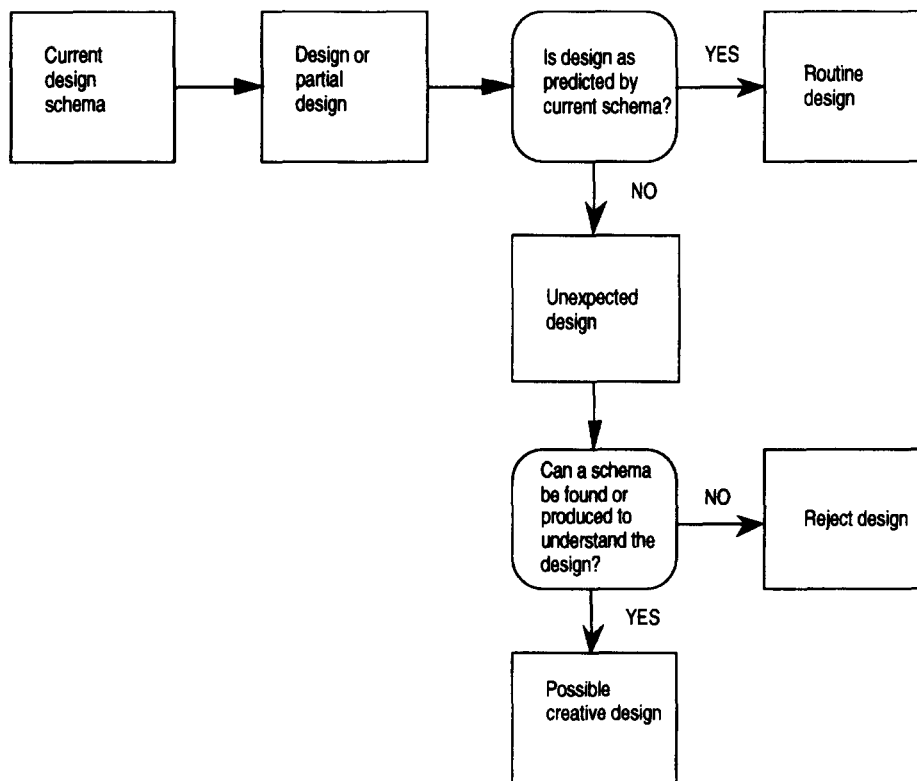 Current
design
schema
Design or
partial
design
Is design as
predicted by
current schema?
YES
Routine
design
NO
Unexpected
design
Can a schema
be found or
produced to
understand the
design?
NO
Reject design
YES
Possible
creative design